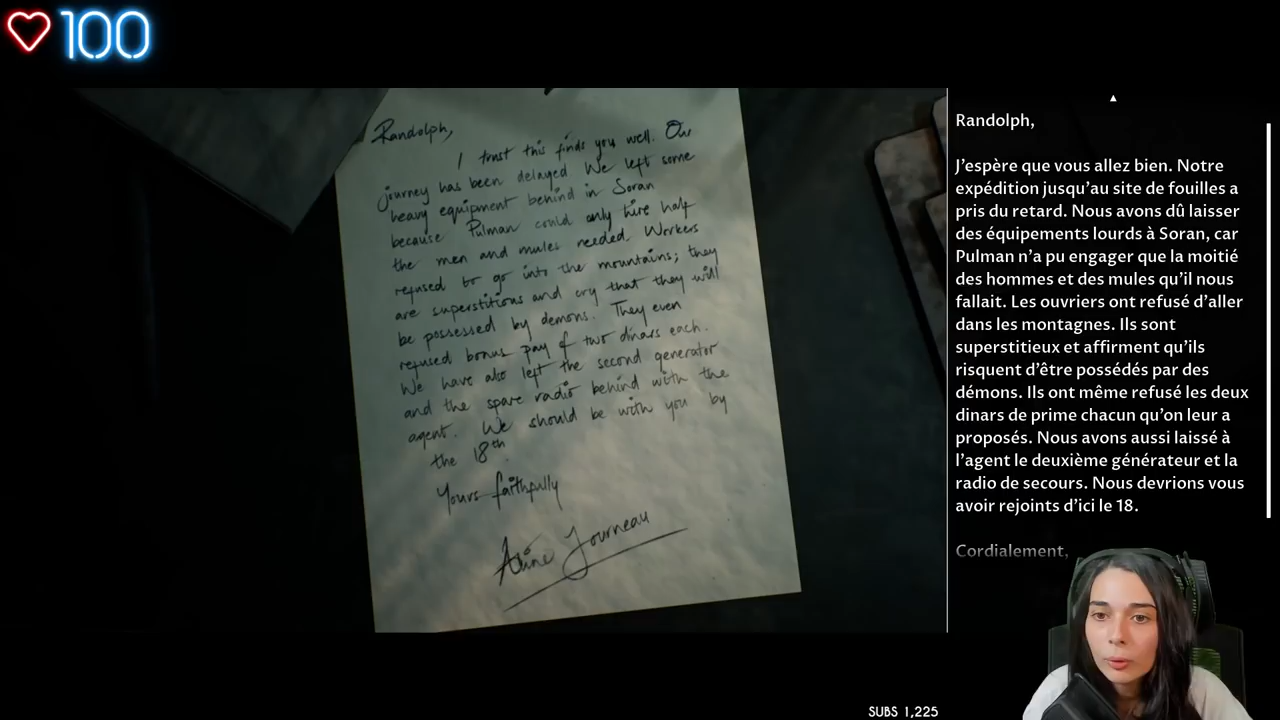 100
Randolph,
I trust this finds you well. Our
journey has been delayed We left some
heavy equipment behind in Soran
because Pulman could only hire half
the men and mules needed. Workers
refused to go into the mountains; they
are superstitious and cry that they will
be possessed by demons. They even
refused bonus pay of two dinars each.
We have also left the second generator
and the spare radio behind with the
agent. We should be with you by
the 18th
Yours faithfully
Journeau
Randolph,
J'espère que vous allez bien. Notre
expédition jusqu'au site de fouilles a
pris du retard. Nous avons dû laisser
des équipements lourds à Soran, car
Pulman n'a pu engager que la moitié
des hommes et des mules qu'il nous
fallait. Les ouvriers ont refusé d'aller
dans les montagnes. Ils sont
superstitieux et affirment qu'ils
risquent d'être possédés par des
démons. Ils ont même refusé les deux
dinars de prime chacun qu'on leur a
proposés. Nous avons aussi laissé à
l'agent le deuxième générateur et la
radio de secours. Nous devrions vous
avoir rejoints d'ici le 18.
Cordialement,
SUBS 1,225